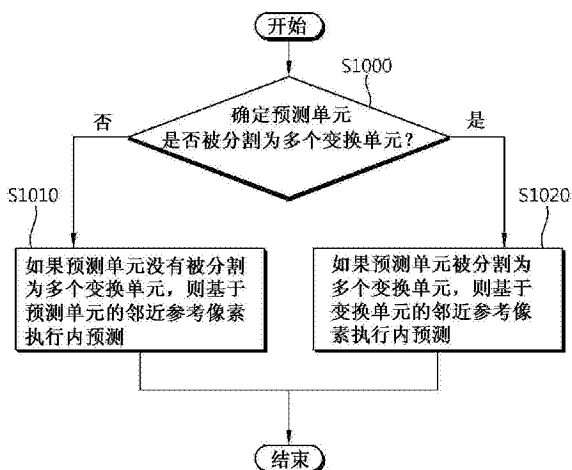 开始
S1000
确定预测单元
是否被分割为多个变换单元?
否
是
S1010
S1020
如果预测单元没有被分割
为多个变换单元，则基于
预测单元的邻近参考像素
执行内预测
如果预测单元被分割为
多个变换单元，则基于
变换单元的邻近参考像
素执行内预测
结束